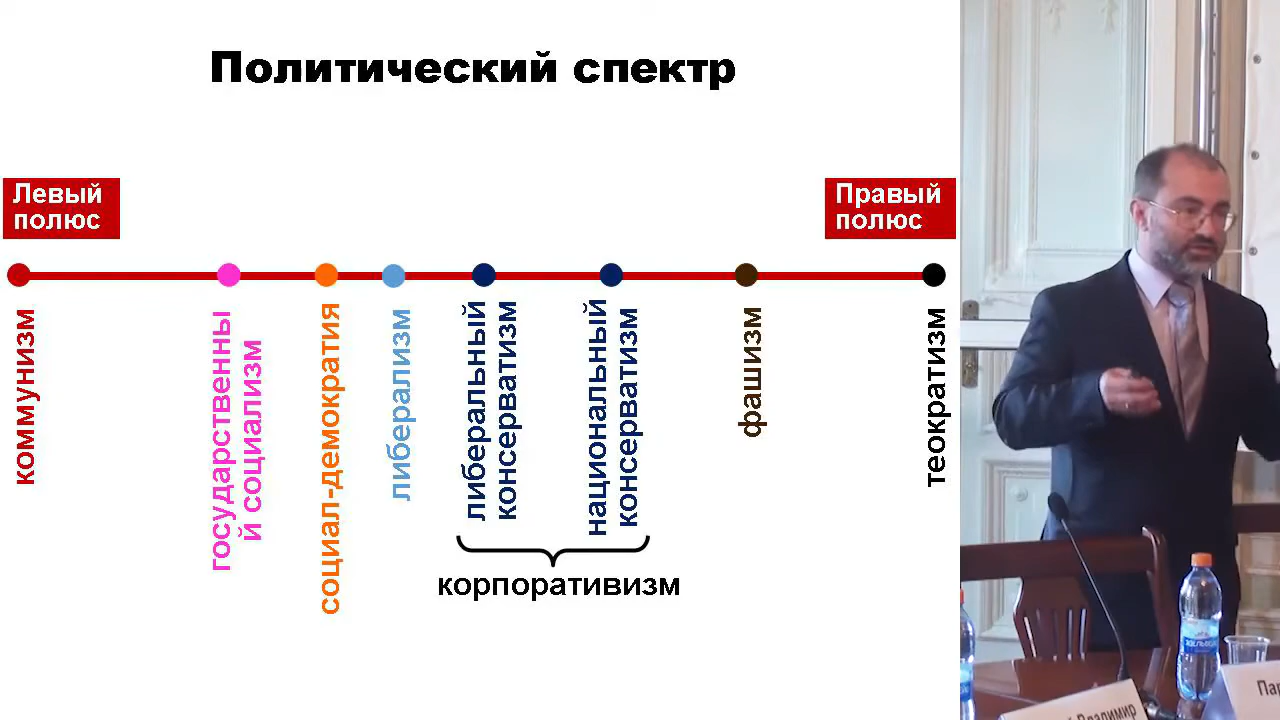 Политический спектр
Левый
полюс
Правый
полюс
коммунизм
государственны
й социализм
социал-демократия
либерализм
либеральный
консерватизм
национальный
консерватизм
фашизм
теократизм
корпоративизм
Владимир